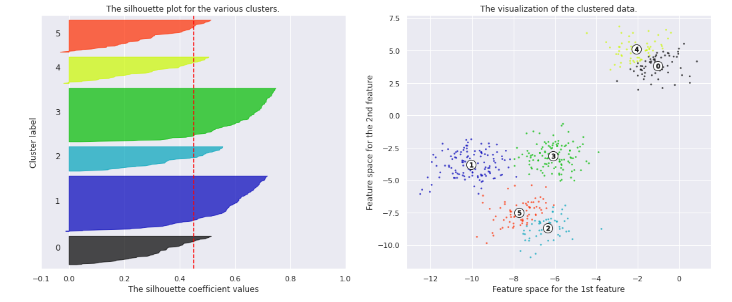 The silhouette plot for the various clusters.
Cluster label
5
4
3
2
1
0
−0.1 0.0 0.2 0.4 0.6 0.8 1.0
The silhouette coefficient values
The visualization of the clustered data.
Feature space for the 2nd feature
7.5
5.0
2.5
0.0
−2.5
−5.0
−7.5
−10.0
4
0
3
1
5
2
−12 −10 −8 −6 −4 −2 0
Feature space for the 1st feature